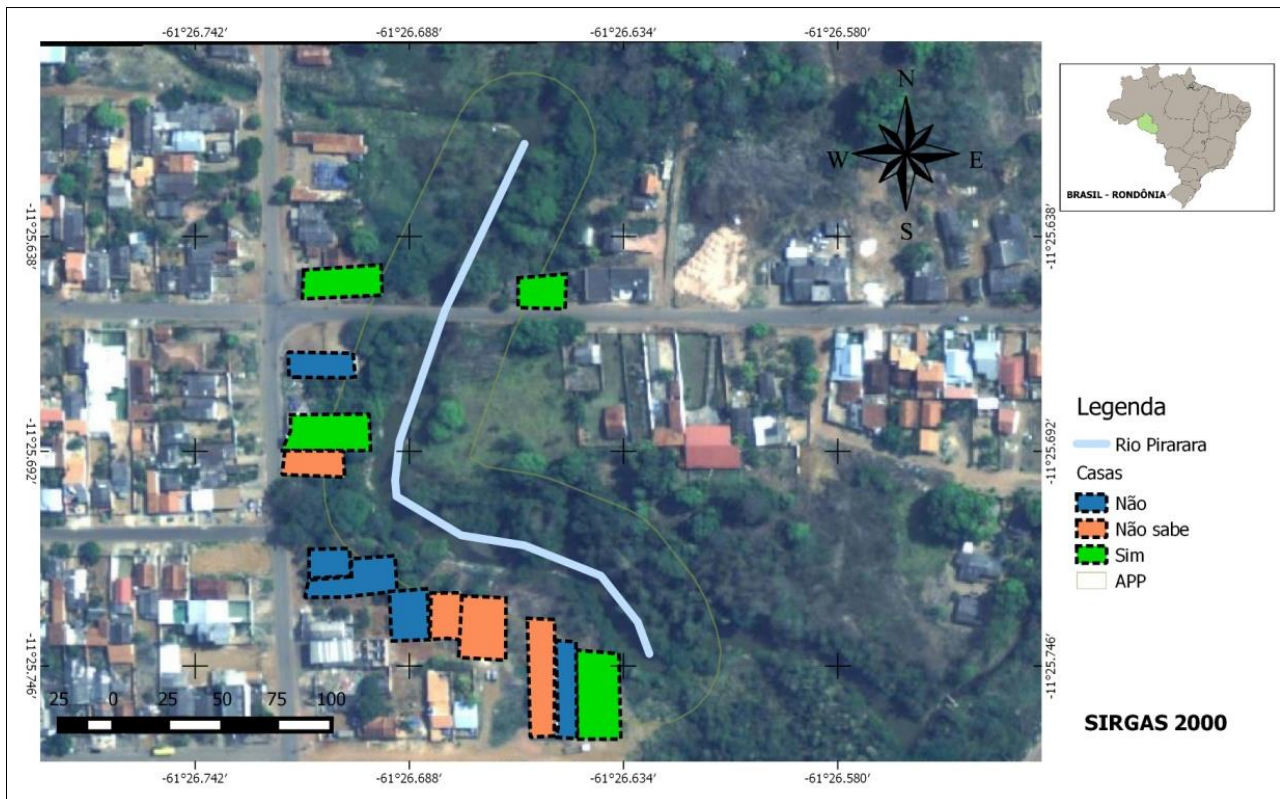 -61°26.742′ -61°26.688′ -61°26.634′ -61°26.580′
N
W E
S
BRASIL - RONDÔNIA
-11°25.638′ -11°25.638′
-11°25.692′ -11°25.692′
-11°25.746′ -11°25.746′
Legenda
Rio Pirarara
Casas
Não
Não sabe
Sim
APP
25 0 25 50 75 100
SIRGAS 2000
-61°26.742′ -61°26.688′ -61°26.634′ -61°26.580′